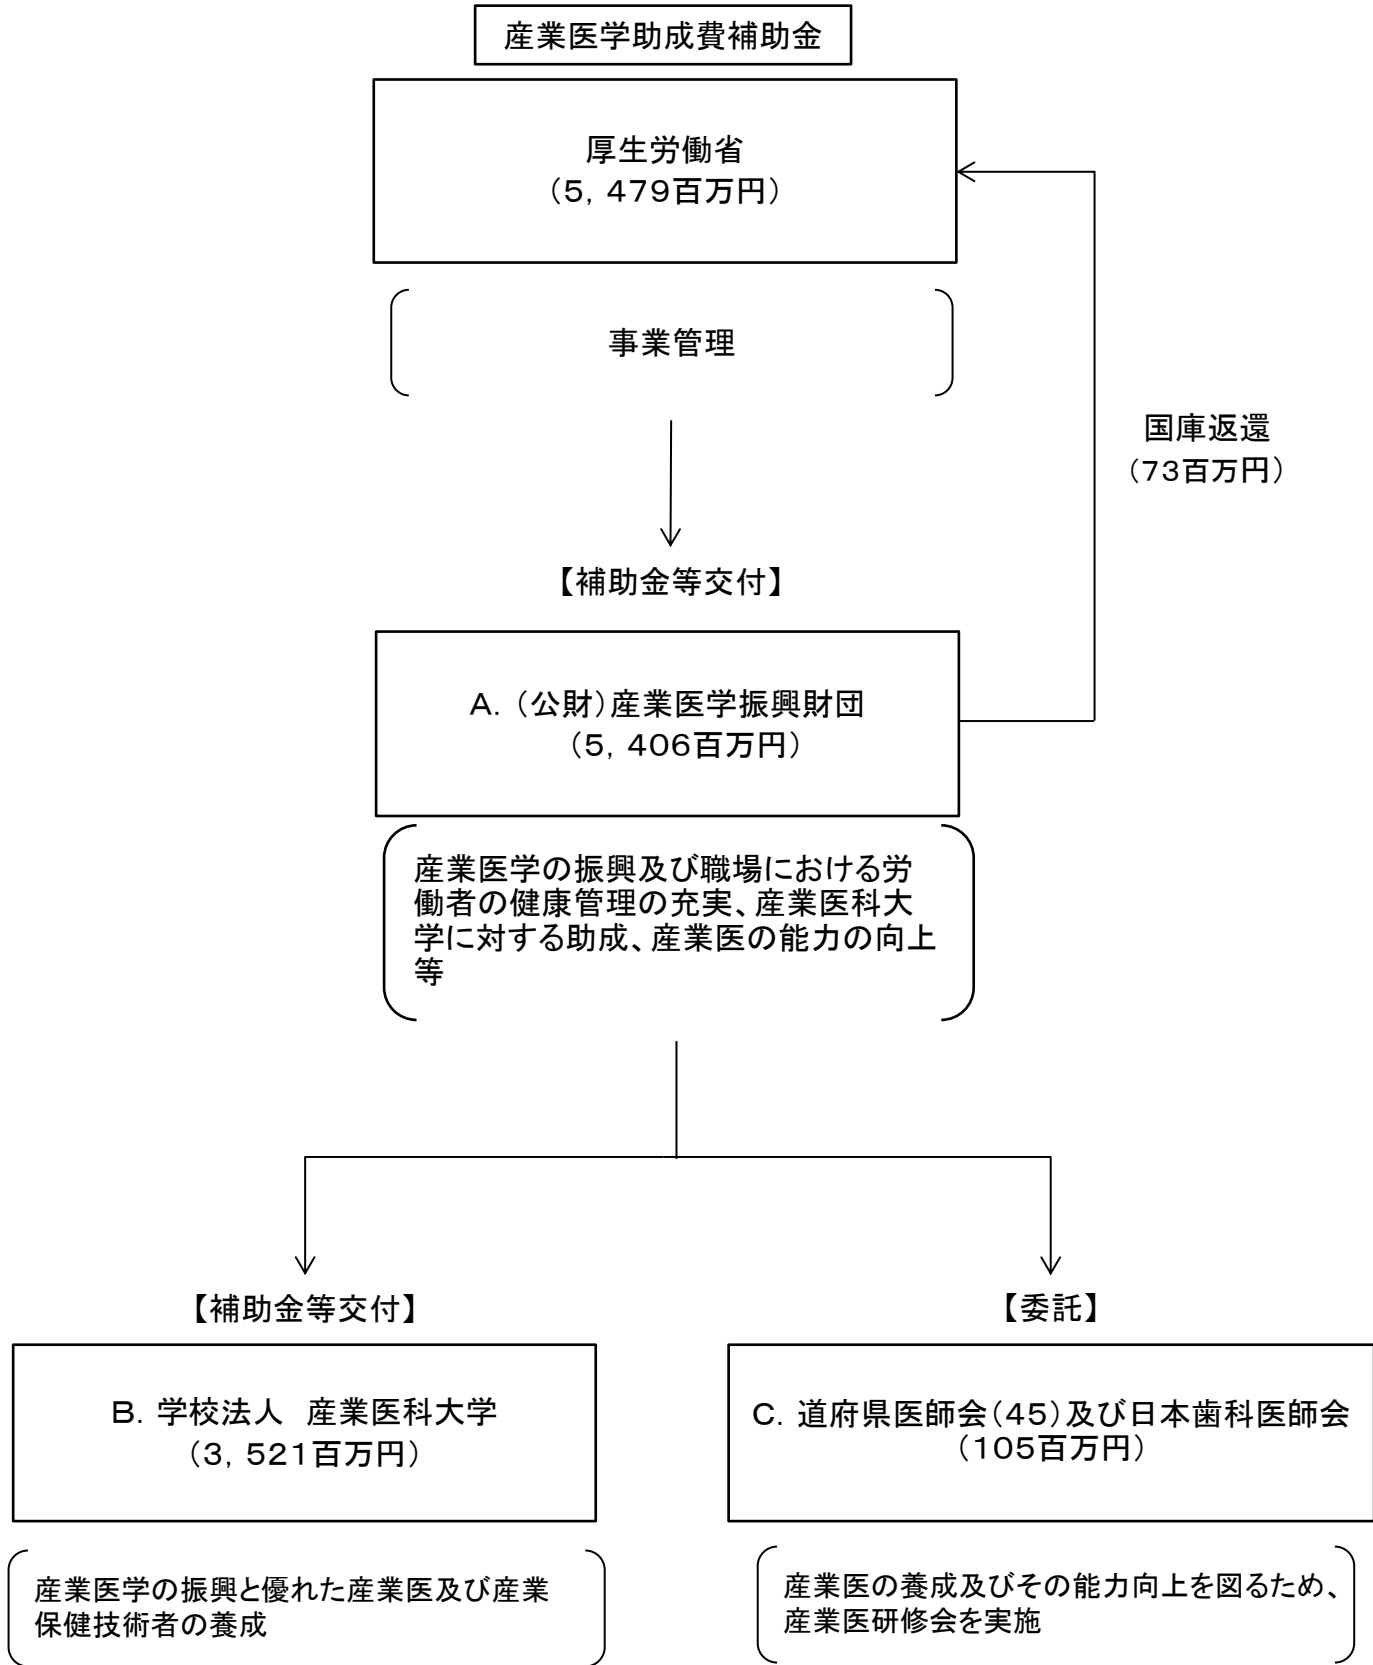 産業医学助成費補助金
厚生労働省
（5，479百万円）
事業管理
国庫返還
（73百万円）
【補助金等交付】
A．（公財）産業医学振興財団
（5，406百万円）
産業医学の振興及び職場における労
働者の健康管理の充実、産業医科大
学に対する助成、産業医の能力の向上
等
【補助金等交付】
【委託】
B．学校法人　産業医科大学
（3，521百万円）
C．道府県医師会（45）及び日本歯科医師会
（105百万円）
産業医学の振興と優れた産業医及び産業
保健技術者の養成
産業医の養成及びその能力向上を図るため、
産業医研修会を実施